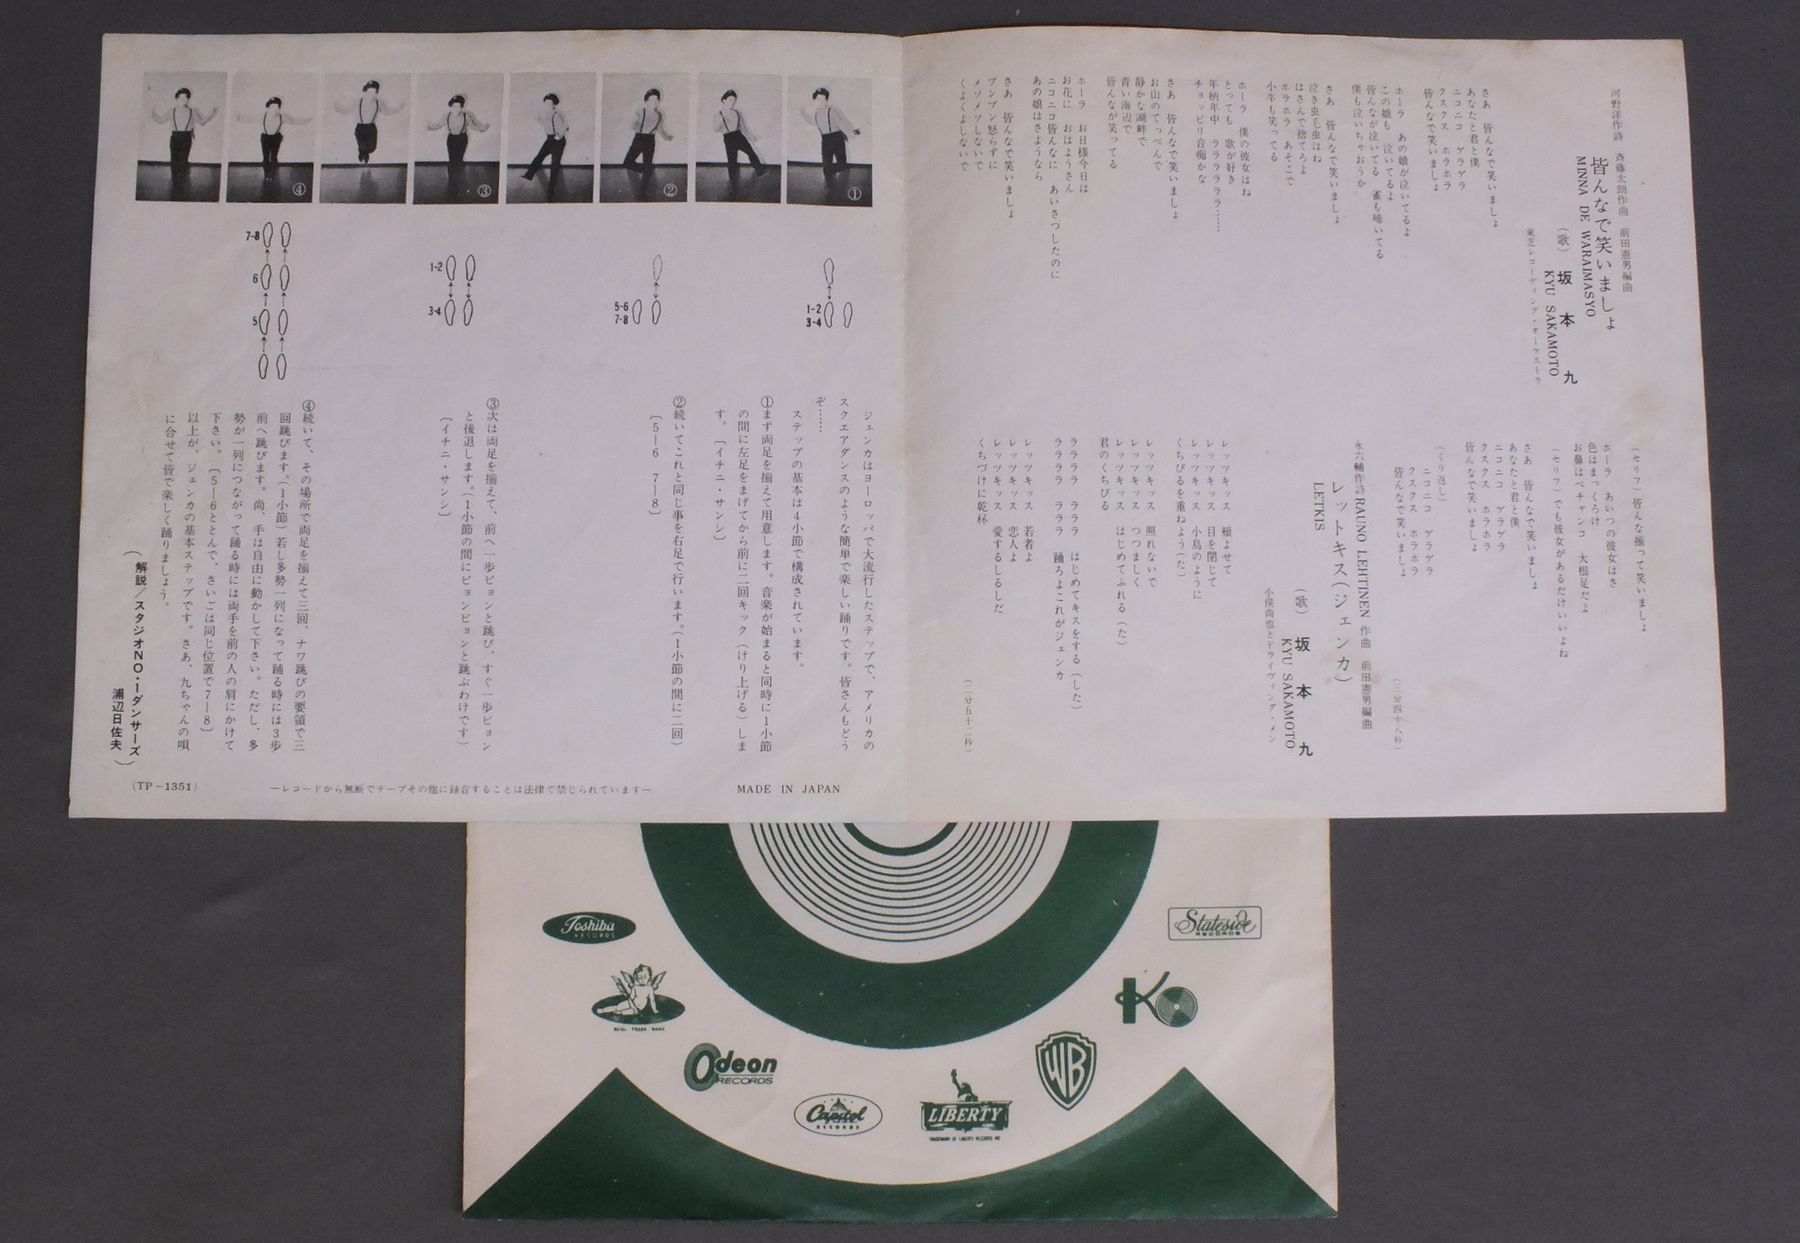 河野洋作詩 斉藤太朗作曲 前田憲男編曲
皆んなで笑いましょ
MINNA DE WARAIMASYO
(歌) 坂本九
KYU SAKAMOTO
東芝レコーディング・オーケストラ
さあ 皆んなで笑いましょ
あなたと君と僕
ニコニコ ゲラゲラ
クスクス ホラホラ
皆んなで笑いましょ
ホーラ あの娘が泣いてるよ
この娘も 泣いてるよ
皆んなが泣いてる 雀も啼いてる
僕も泣いちゃおうか
さあ 皆んなで笑いましょ
泣き虫毛虫はね
はさんで捨てろよ
ホラホラ あそこで
小牛も笑ってる
ホーラ 僕の彼女はね
とっても 歌が好き
年柄年中 ラララララ……
チョッピリ音痴かな
さあ 皆んなで笑いましょ
お山のてっぺんで
静かな湖畔で
青い海辺で
皆んなが笑ってる
ホーラ お日様今日は
お花に おはようさん
ニコニコ皆んなに あいさつしたのに
あの娘はさようなら
さあ 皆んなで笑いましょ
プンプン怒らずに
メソメソしないで
くよくよしないで
(セリフ)皆んな揃って笑いましょ
ホーラ あいつの彼女はさ
色はまっくろけ
お鼻はペチャンコ 大根足だよ
(セリフ)でも彼女があるだけいいよね
さあ 皆んなで笑いましょ
あなたと君と僕
ニコニコ ゲラゲラ
クスクス ホラホラ
皆んなで笑いましょ
(くり返し)
ニコニコ ゲラゲラ
クスクス ホラホラ
皆んなで笑いましょ
(二分四十八秒)
永六輔作詩 RAUNO LEHTINEN 作曲 前田憲男編曲
レットキス(ジェンカ)
LETKIS
(歌) 坂本九
KYU SAKAMOTO
小俣尚也とドライヴィング・メン
レッツキッス 頬よせて
レッツキッス 目を閉じて
レッツキッス 小鳥のように
くちびるを重ねよう(た)
レッツキッス 照れないで
レッツキッス つつましく
レッツキッス はじめてふれる(た)
君のくちびる
ララララ ラララ はじめてキスをする(した)
ララララ ラララ 踊ろよこれがジェンカ
レッツキッス 若者よ
レッツキッス 恋人よ
レッツキッス 愛するしるしだ
くちづけに乾杯
(二分五十二秒)
① ② ③ ④
1-2
3-4
5-6
7-8
1-2
3-4
7-8
6
5
ジェンカはヨーロッパで大流行したステップで、アメリカの
スクエアダンスのような簡単で楽しい踊りです。皆さんもどう
ぞ……
ステップの基本は4小節で構成されています。
①まず両足を揃えて用意します。音楽が始まると同時に1小節
の間に左足をまげてから前に二回キック(けり上げる)しま
す。〔イチニ・サンシ〕
②続いてこれと同じ事を右足で行います。(1小節の間に二回)
〔5―6 7―8〕
③次は両足を揃えて、前へ一歩ピョンと跳び、すぐ一歩ピョン
と後退します。(1小節の間にピョンピョンと跳ぶわけです)
〔イチニ・サンシ〕
④続いて、その場所で両足を揃えて三回、ナワ跳びの要領で三
回跳びます。(1小節)若し多勢一列になって踊る時には3歩
前へ跳びます。尚、手は自由に動かして下さい。ただし、多
勢が一列につながって踊る時には両手を前の人の肩にかけて
下さい。〔5―6ととんで、さいごは同じ位置で7―8〕
以上が、ジェンカの基本ステップです。さあ、九ちゃんの唄
に合せて皆で楽しく踊りましょう。
(解説/スタジオNO・1ダンサーズ
浦辺日佐夫)
(TP-1351)
―レコードから無断でテープその他に録音することは法律で禁じられています―
MADE IN JAPAN
Toshiba
RECORDS
REGD. TRADE MARK
Odeon
RECORDS
Capitol
RECORDS
LIBERTY
TRADEMARK OF LIBERTY RECORDS INC
WB
K
Stateside
RECORDS